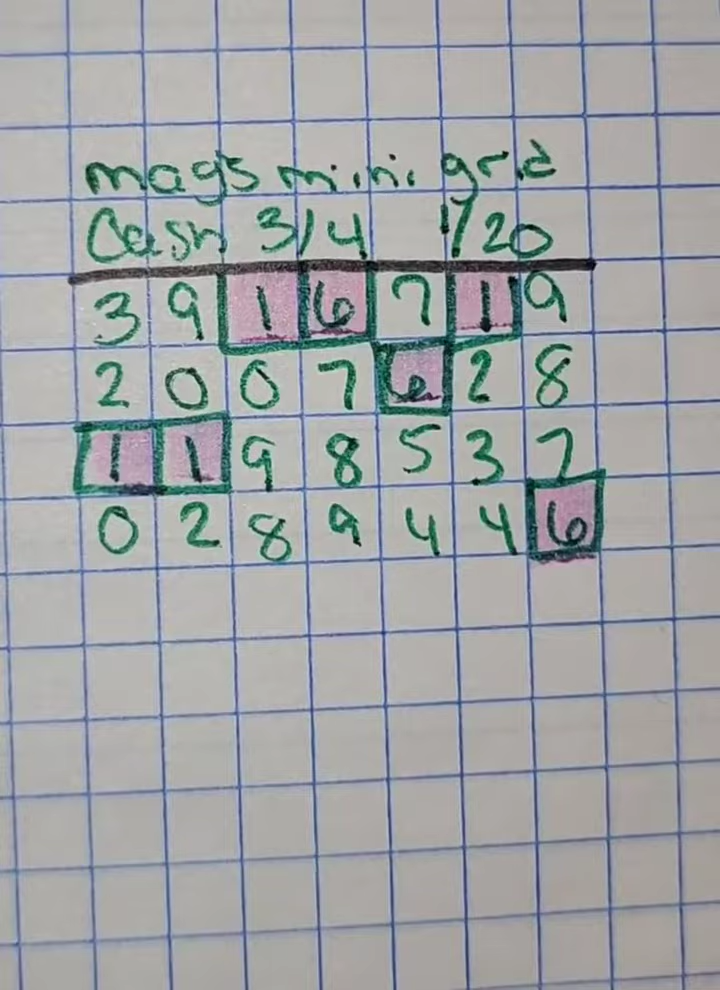 mag's mini grid
Cash 3/4 1/20
3 9 1 6 7 1 9
2 0 0 7 6 2 8
1 1 9 8 5 3 7
0 2 8 9 4 4 6